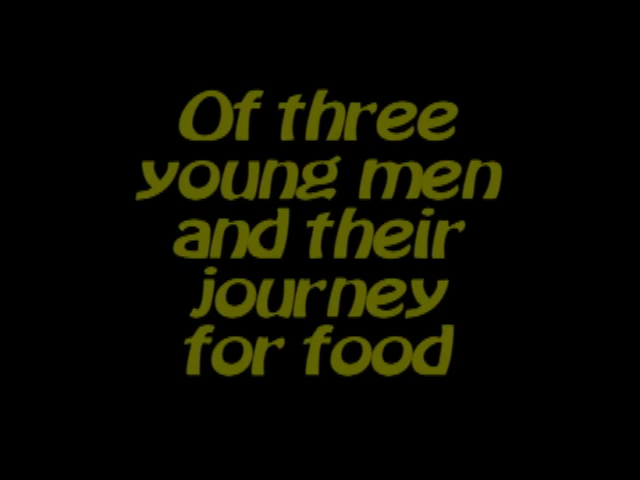 Of three
young men
and their
journey
for food